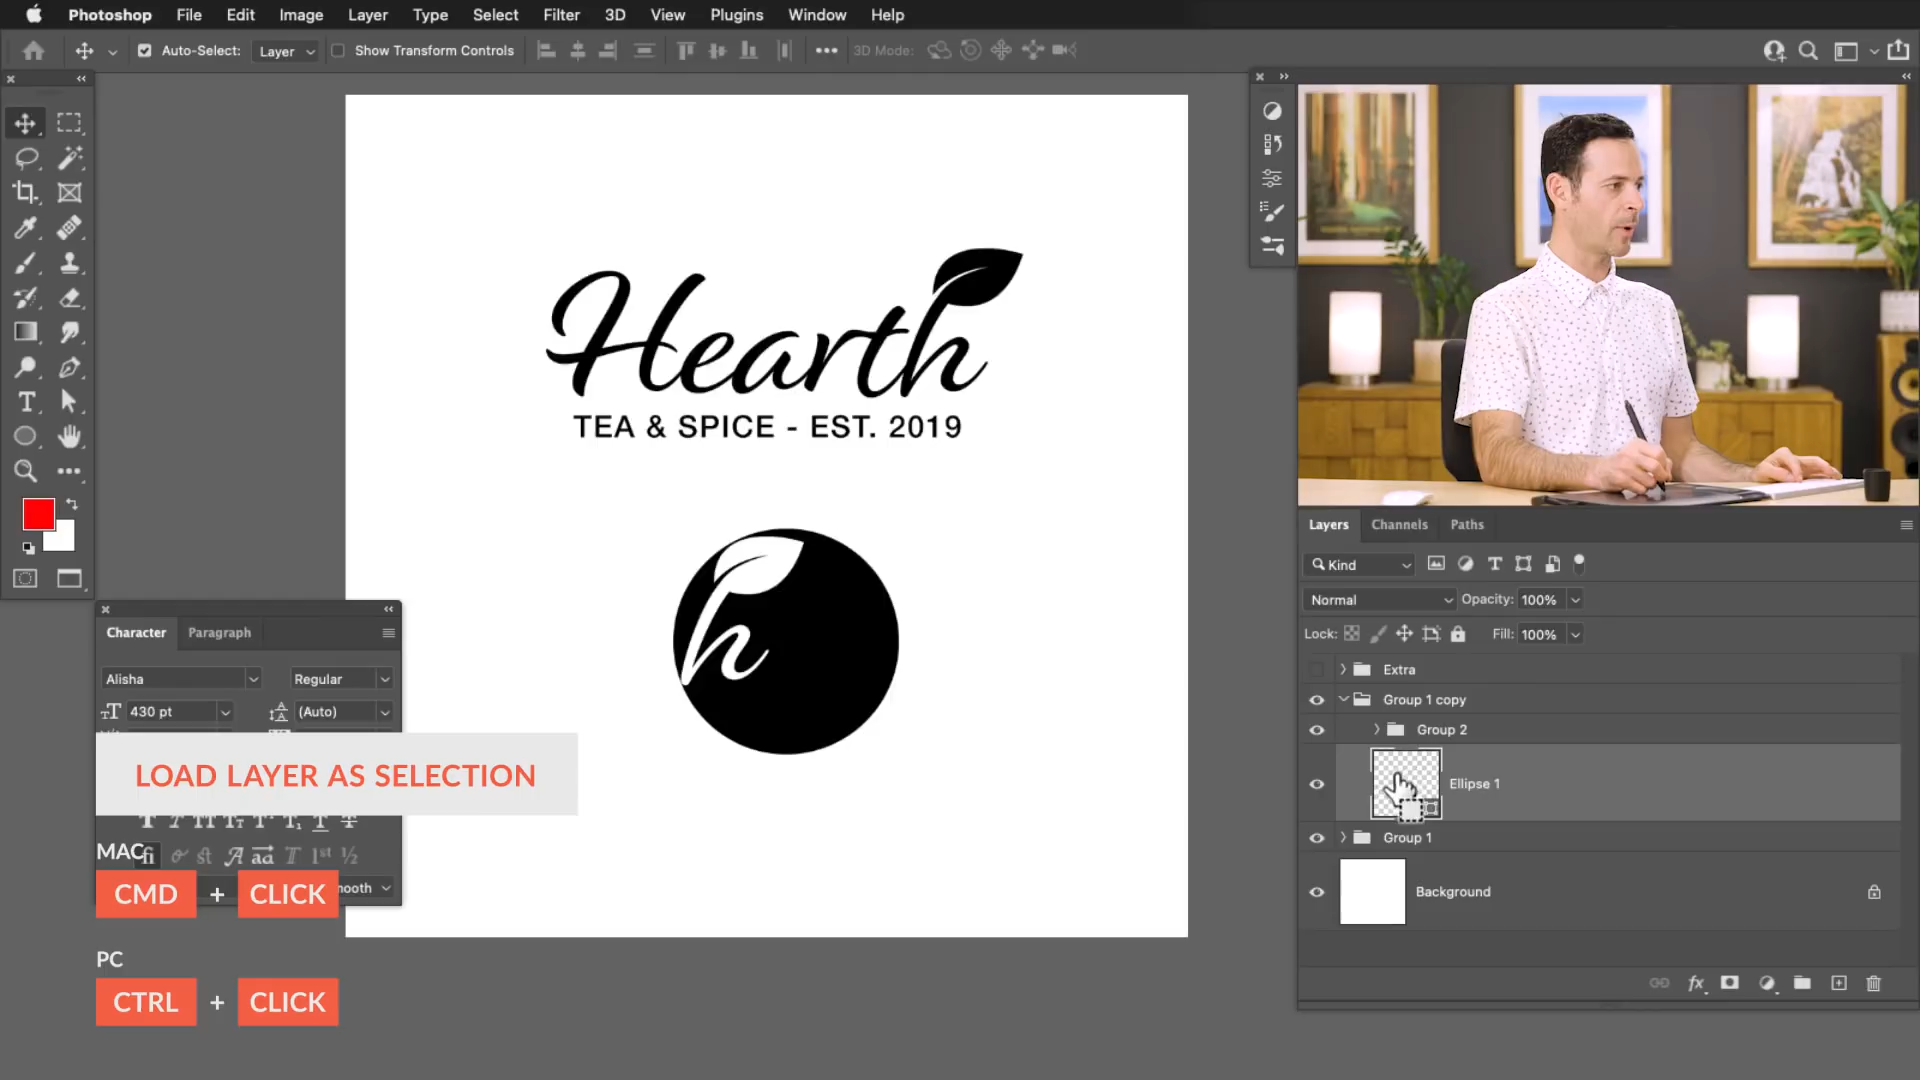 Photoshop File Edit Image Layer Type Select Filter 3D View Plugins Window Help
Auto-Select: Layer Show Transform Controls 3D Mode:
Hearth
TEA & SPICE - EST. 2019
h
Character Paragraph
Alisha Regular
430 pt (Auto)
LOAD LAYER AS SELECTION
MAC
CMD + CLICK
PC
CTRL + CLICK
Layers Channels Paths
Kind
Normal Opacity: 100%
Lock: Fill: 100%
Extra
Group 1 copy
Group 2
Ellipse 1
Group 1
Background
fx